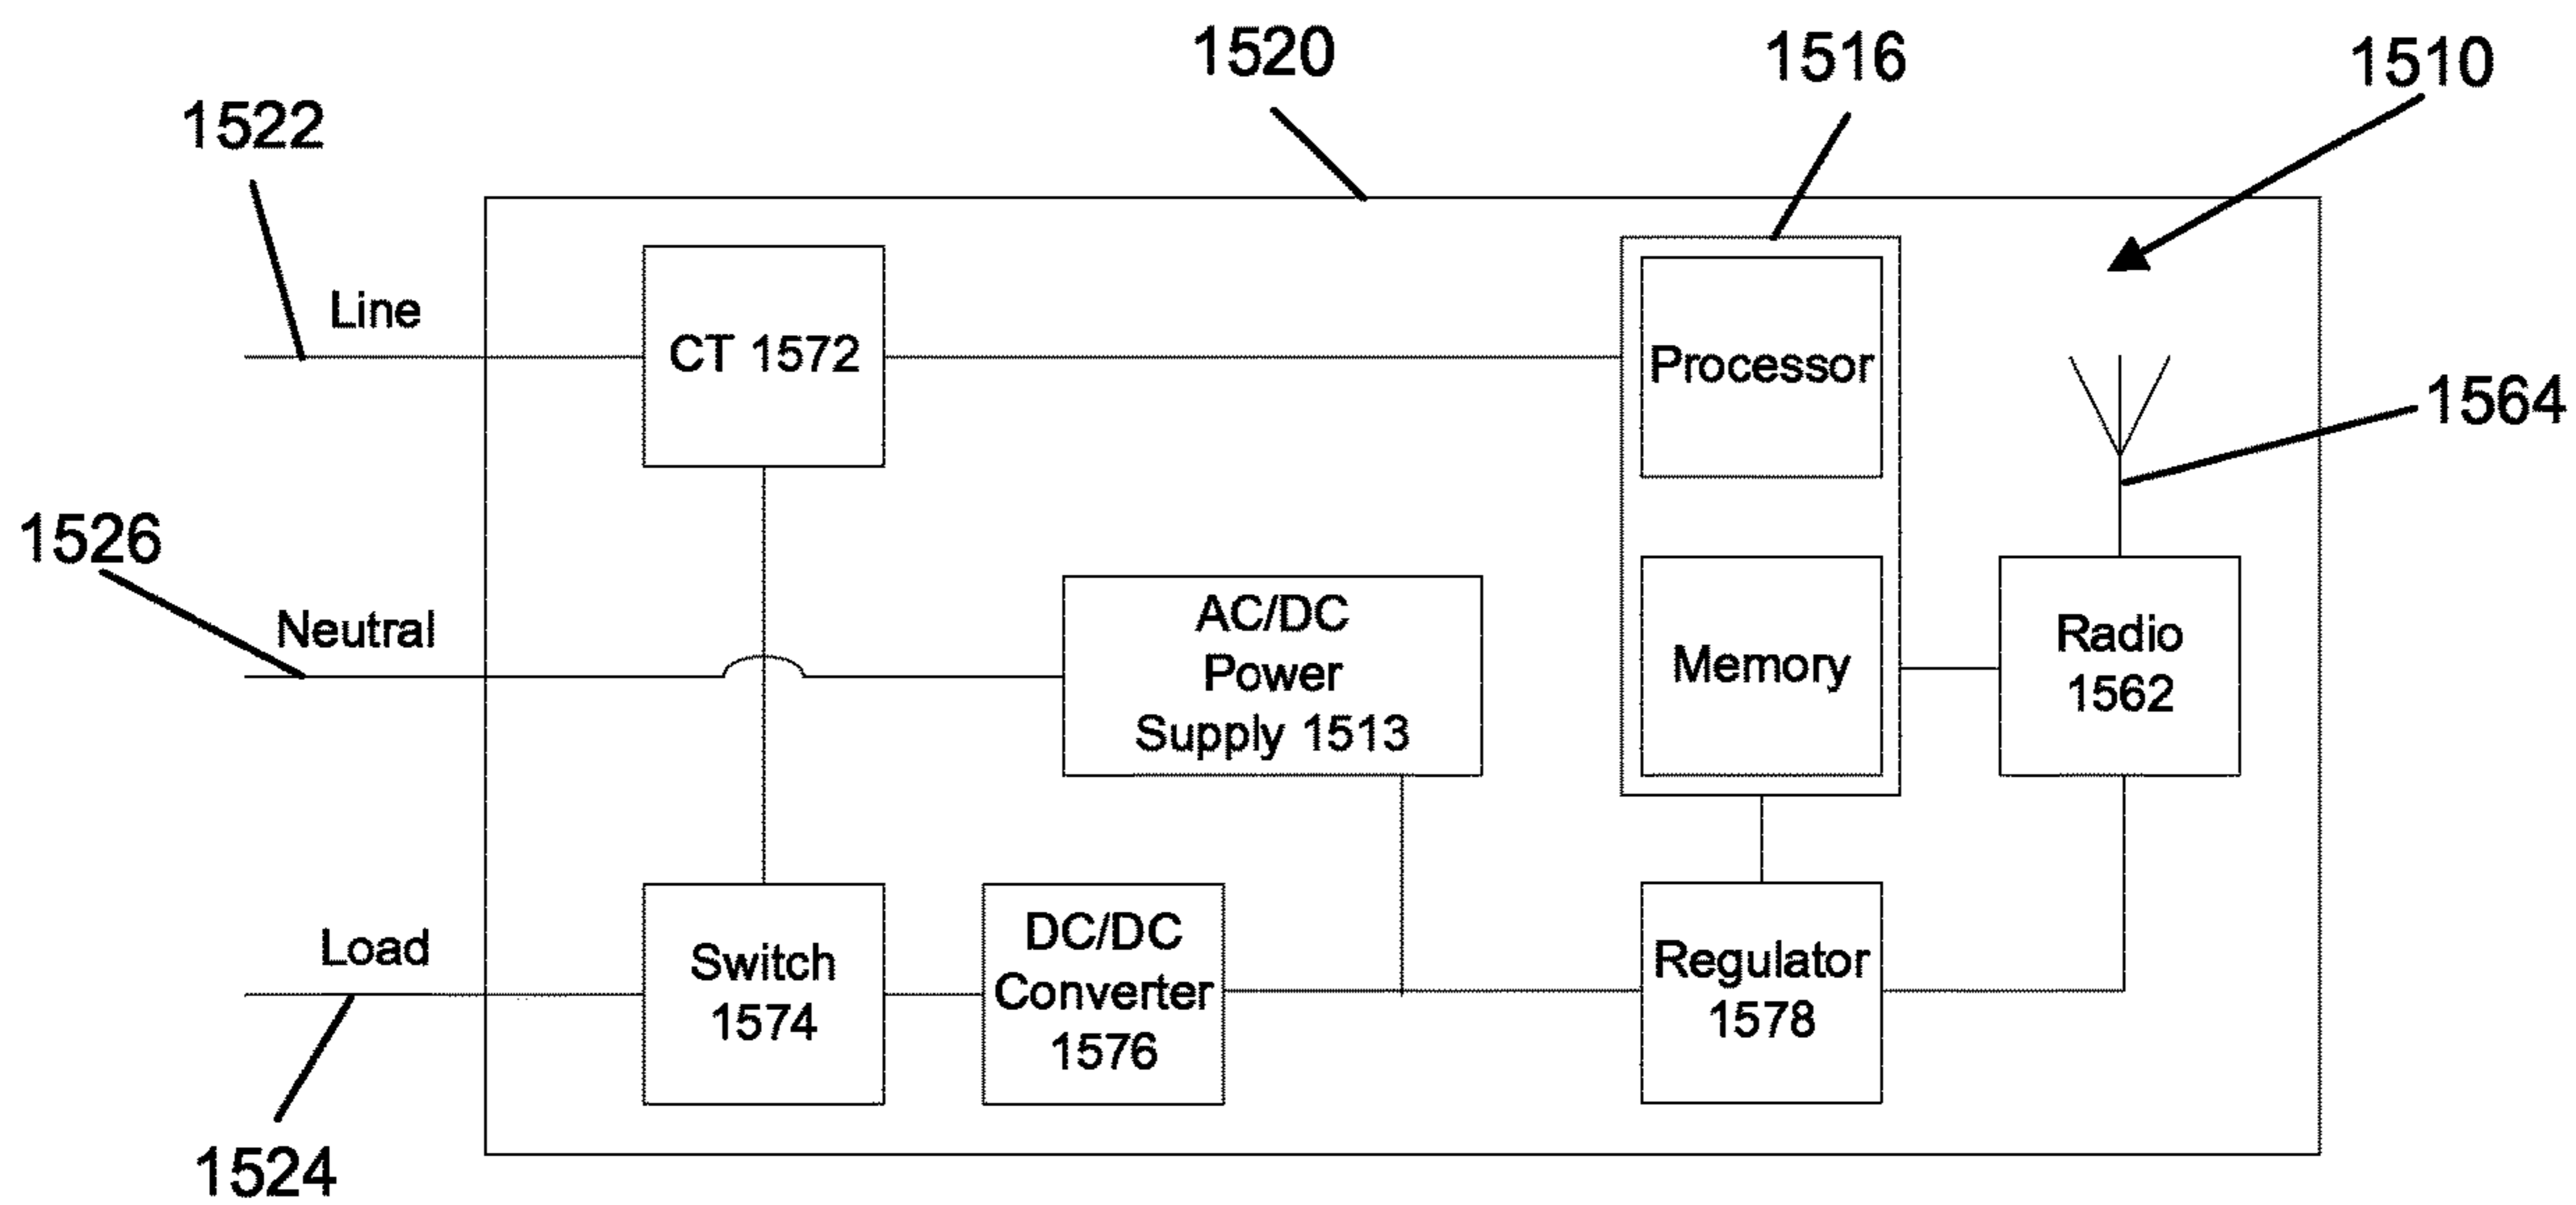 1520
1516
1510
1522
Line
CT 1572
Processor
1564
1526
Neutral
AC/DC
Power
Supply 1513
Memory
Radio
1562
Load
Switch
1574
DC/DC
Converter
1576
Regulator
1578
1524